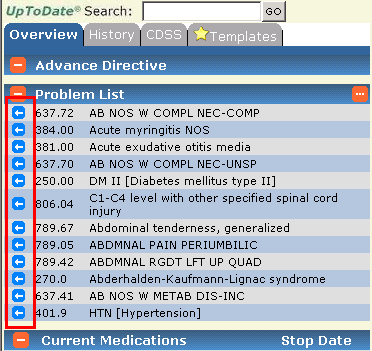 UpToDate® Search: GO
Overview History CDSS Templates
Advance Directive
Problem List
637.72 AB NOS W COMPL NEC-COMP
384.00 Acute myringitis NOS
381.00 Acute exudative otitis media
637.70 AB NOS W COMPL NEC-UNSP
250.00 DM II [Diabetes mellitus type II]
806.04 C1-C4 level with other specified spinal cord
injury
789.67 Abdominal tenderness, generalized
789.05 ABDMNAL PAIN PERIUMBILIC
789.42 ABDMNAL RGDT LFT UP QUAD
270.0 Abderhalden-Kaufmann-Lignac syndrome
637.41 AB NOS W METAB DIS-INC
401.9 HTN [Hypertension]
Current Medications Stop Date